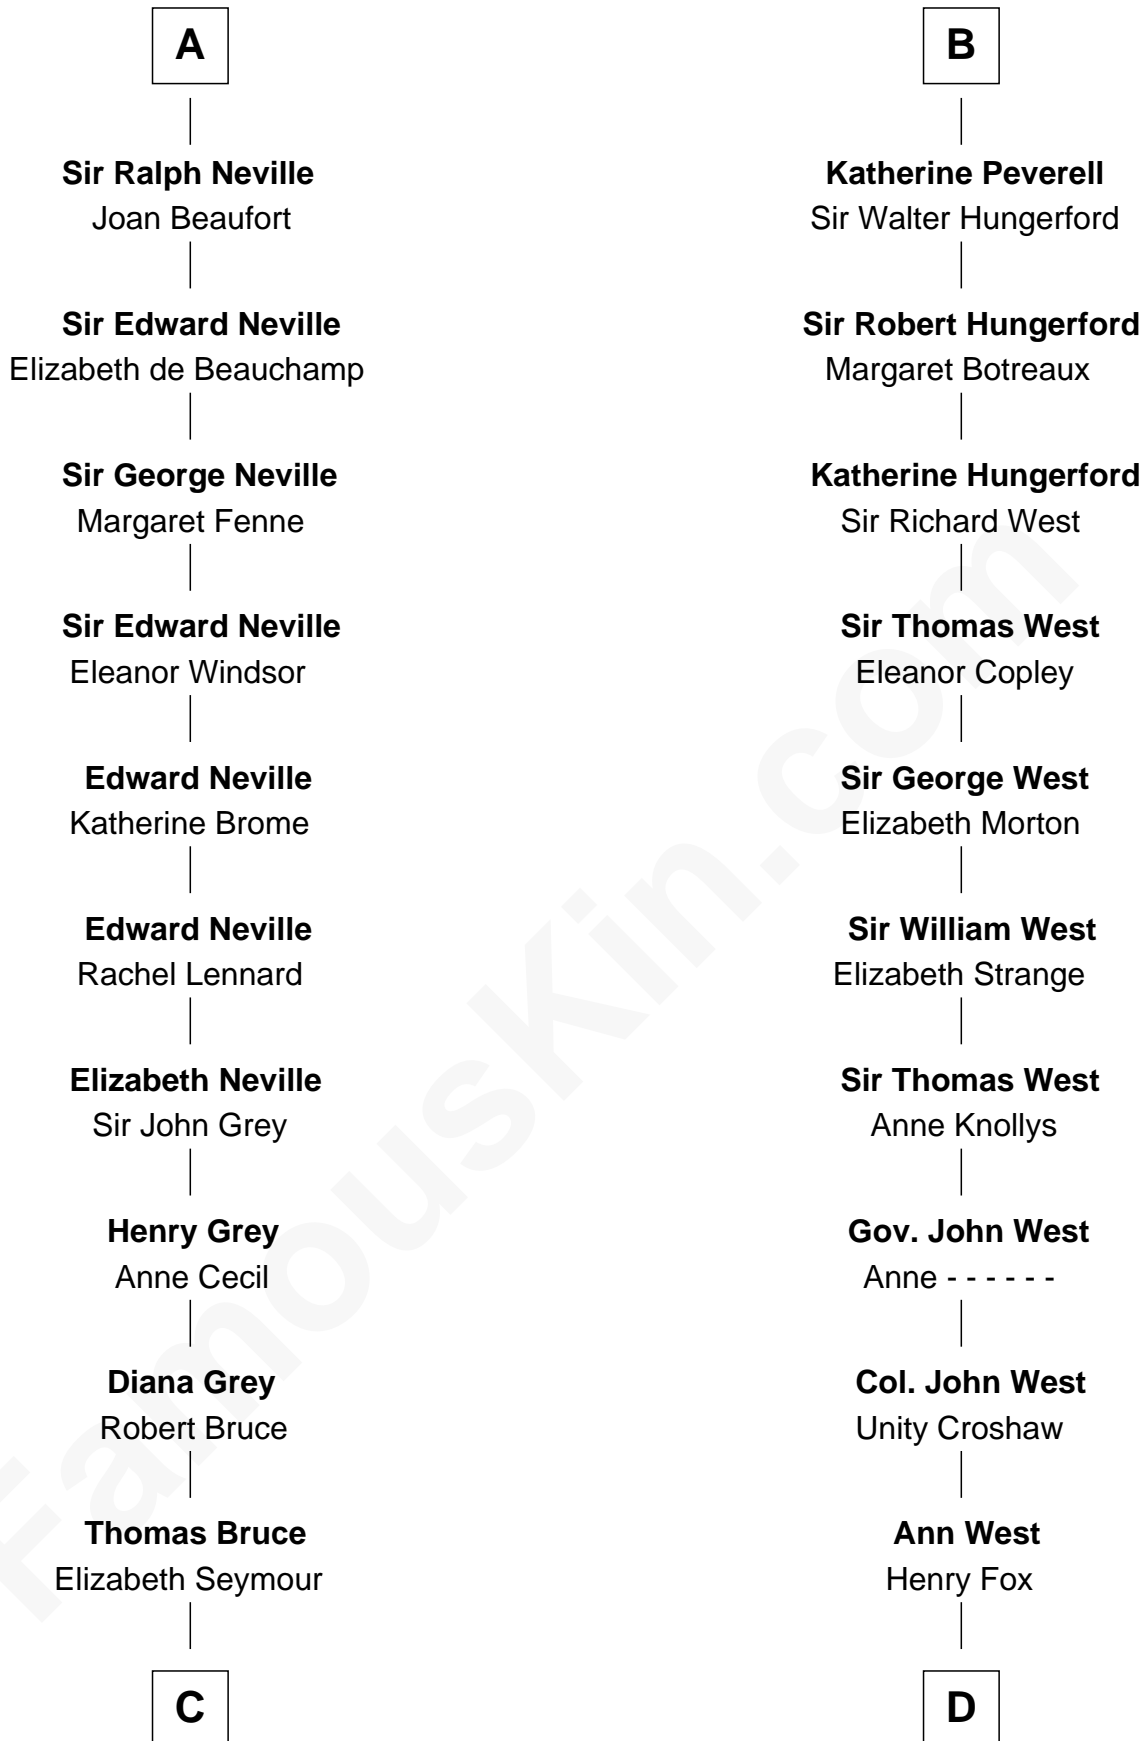 A
Sir Ralph Neville
Joan Beaufort
Sir Edward Neville
Elizabeth de Beauchamp
Sir George Neville
Margaret Fenne
Sir Edward Neville
Eleanor Windsor
Edward Neville
Katherine Brome
Edward Neville
Rachel Lennard
Elizabeth Neville
Sir John Grey
Henry Grey
Anne Cecil
Diana Grey
Robert Bruce
Thomas Bruce
Elizabeth Seymour
C
B
Katherine Peverell
Sir Walter Hungerford
Sir Robert Hungerford
Margaret Botreaux
Katherine Hungerford
Sir Richard West
Sir Thomas West
Eleanor Copley
Sir George West
Elizabeth Morton
Sir William West
Elizabeth Strange
Sir Thomas West
Anne Knollys
Gov. John West
Anne - - - - - -
Col. John West
Unity Croshaw
Ann West
Henry Fox
D
FamousKin.com